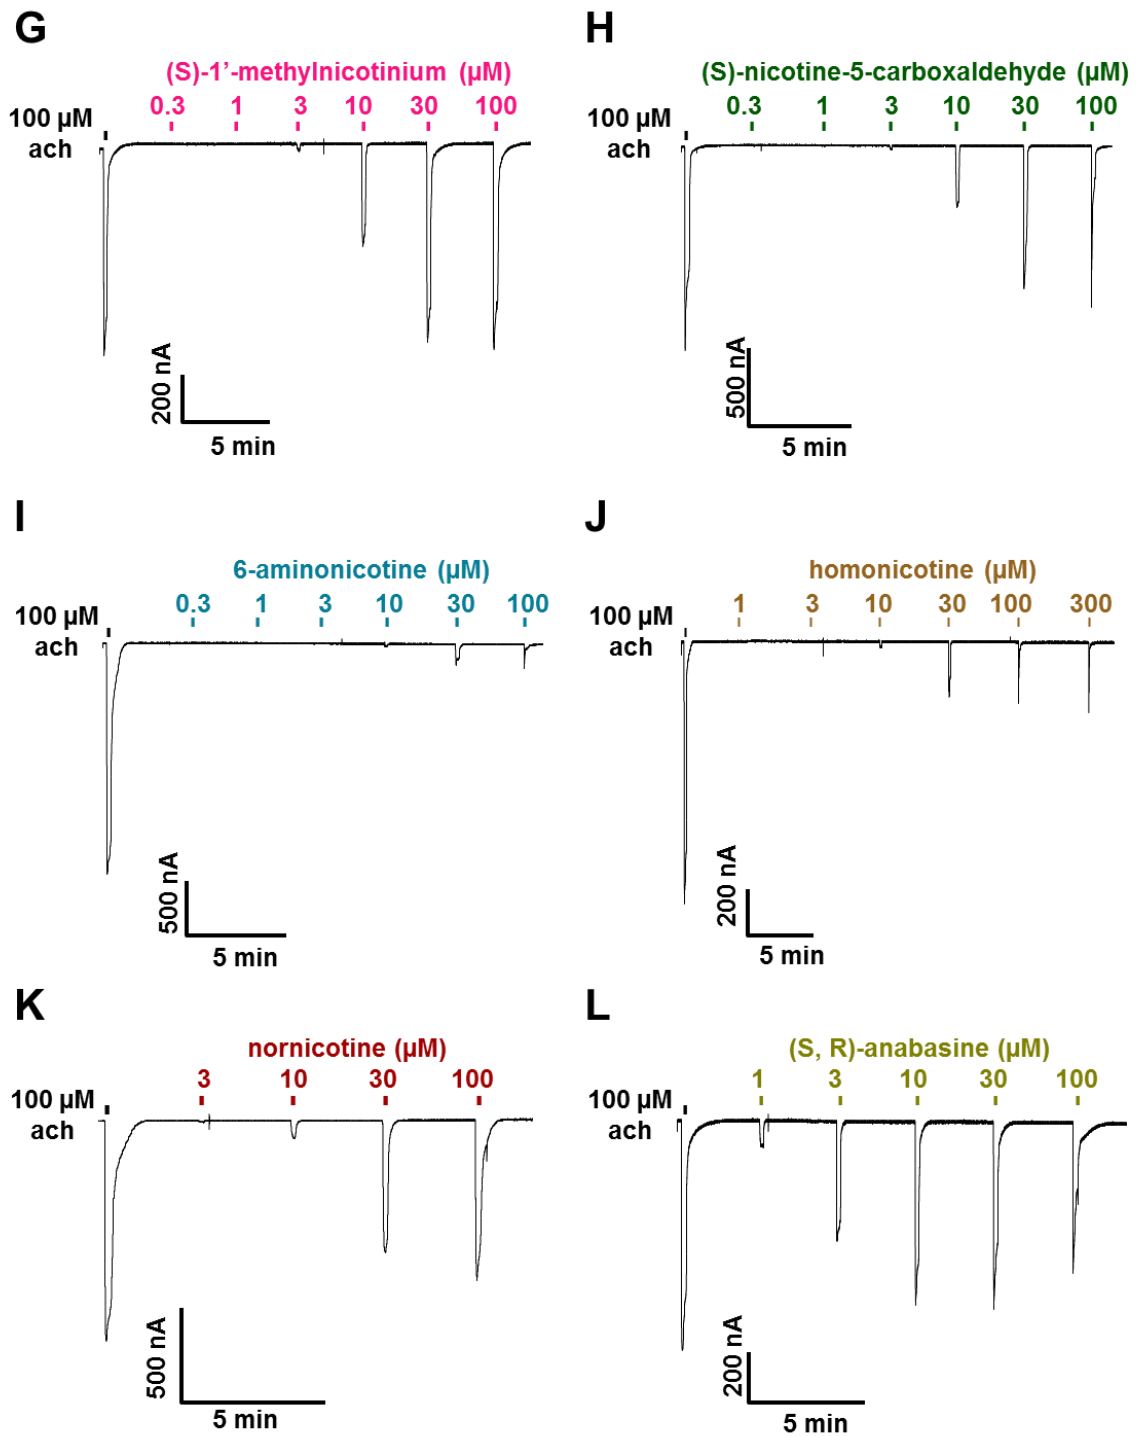 G
(S)-1’-methylnicotinium (µM)
100 µM 0.3 1 3 10 30 100
ach
200 nA
5 min
H
(S)-nicotine-5-carboxaldehyde (µM)
100 µM 0.3 1 3 10 30 100
ach
500 nA
5 min
I
6-aminonicotine (µM)
100 µM 0.3 1 3 10 30 100
ach
500 nA
5 min
J
homonicotine (µM)
100 µM 1 3 10 30 100 300
ach
200 nA
5 min
K
nornicotine (µM)
100 µM 3 10 30 100
ach
500 nA
5 min
L
(S, R)-anabasine (µM)
100 µM 1 3 10 30 100
ach
200 nA
5 min